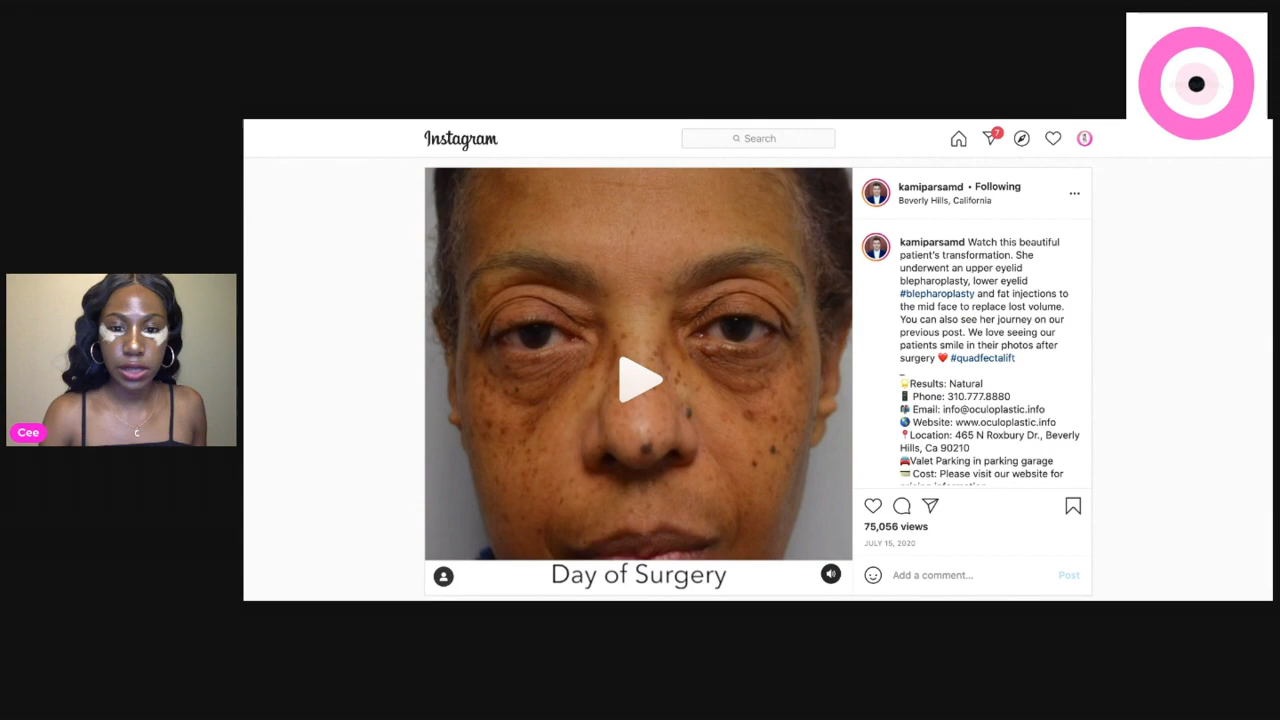 Instagram
Search
7
kamiparsamd • Following
Beverly Hills, California
kamiparsamd Watch this beautiful
patient's transformation. She
underwent an upper eyelid
blepharoplasty, lower eyelid
#blepharoplasty and fat injections to
the mid face to replace lost volume.
You can also see her journey on our
previous post. We love seeing our
patients smile in their photos after
surgery ❤️ #quadfectalift
_
Results: Natural
Phone: 310.777.8880
Email: info@oculoplastic.info
Website: www.oculoplastic.info
Location: 465 N Roxbury Dr., Beverly
Hills, Ca 90210
Valet Parking in parking garage
Cost: Please visit our website for
75,056 views
JULY 15, 2020
Add a comment...
Post
Day of Surgery
Cee